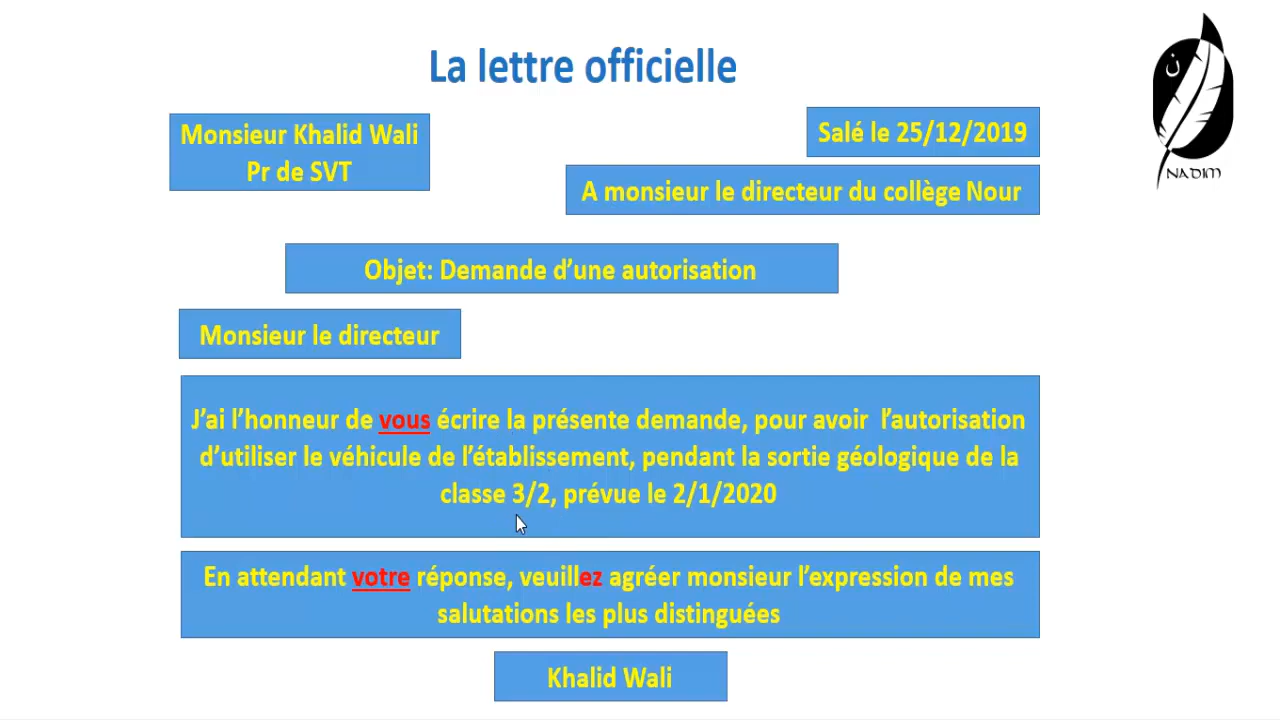 La lettre officielle
ن
NADIM
Monsieur Khalid Wali
Pr de SVT
Salé le 25/12/2019
A monsieur le directeur du collège Nour
Objet: Demande d’une autorisation
Monsieur le directeur
J’ai l’honneur de vous écrire la présente demande, pour avoir l’autorisation
d’utiliser le véhicule de l’établissement, pendant la sortie géologique de la
classe 3/2, prévue le 2/1/2020
En attendant votre réponse, veuillez agréer monsieur l’expression de mes
salutations les plus distinguées
Khalid Wali